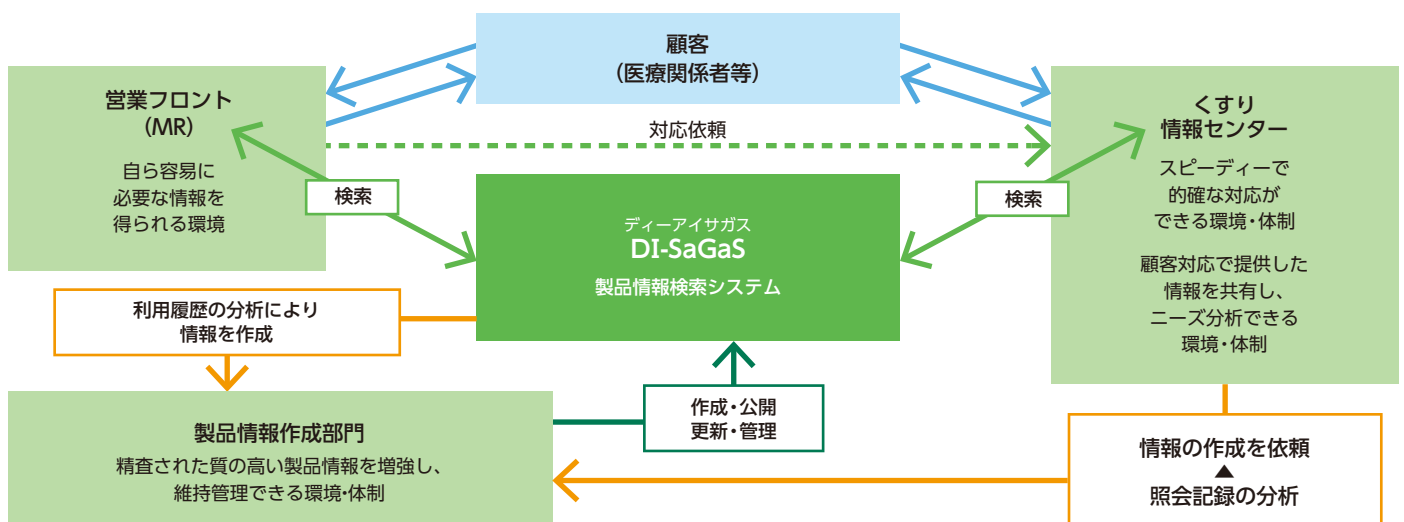 顧客
（医療関係者等）
営業フロント
（MR）
自ら容易に
必要な情報を
得られる環境
対応依頼
くすり
情報センター
スピーディーで
的確な対応が
できる環境・体制
顧客対応で提供した
情報を共有し、
ニーズ分析できる
環境・体制
検索
検索
ディーアイサガス
DI-SaGaS
製品情報検索システム
利用履歴の分析により
情報を作成
作成・公開
更新・管理
製品情報作成部門
精査された質の高い製品情報を増強し、
維持管理できる環境・体制
情報の作成を依頼
▲
照会記録の分析